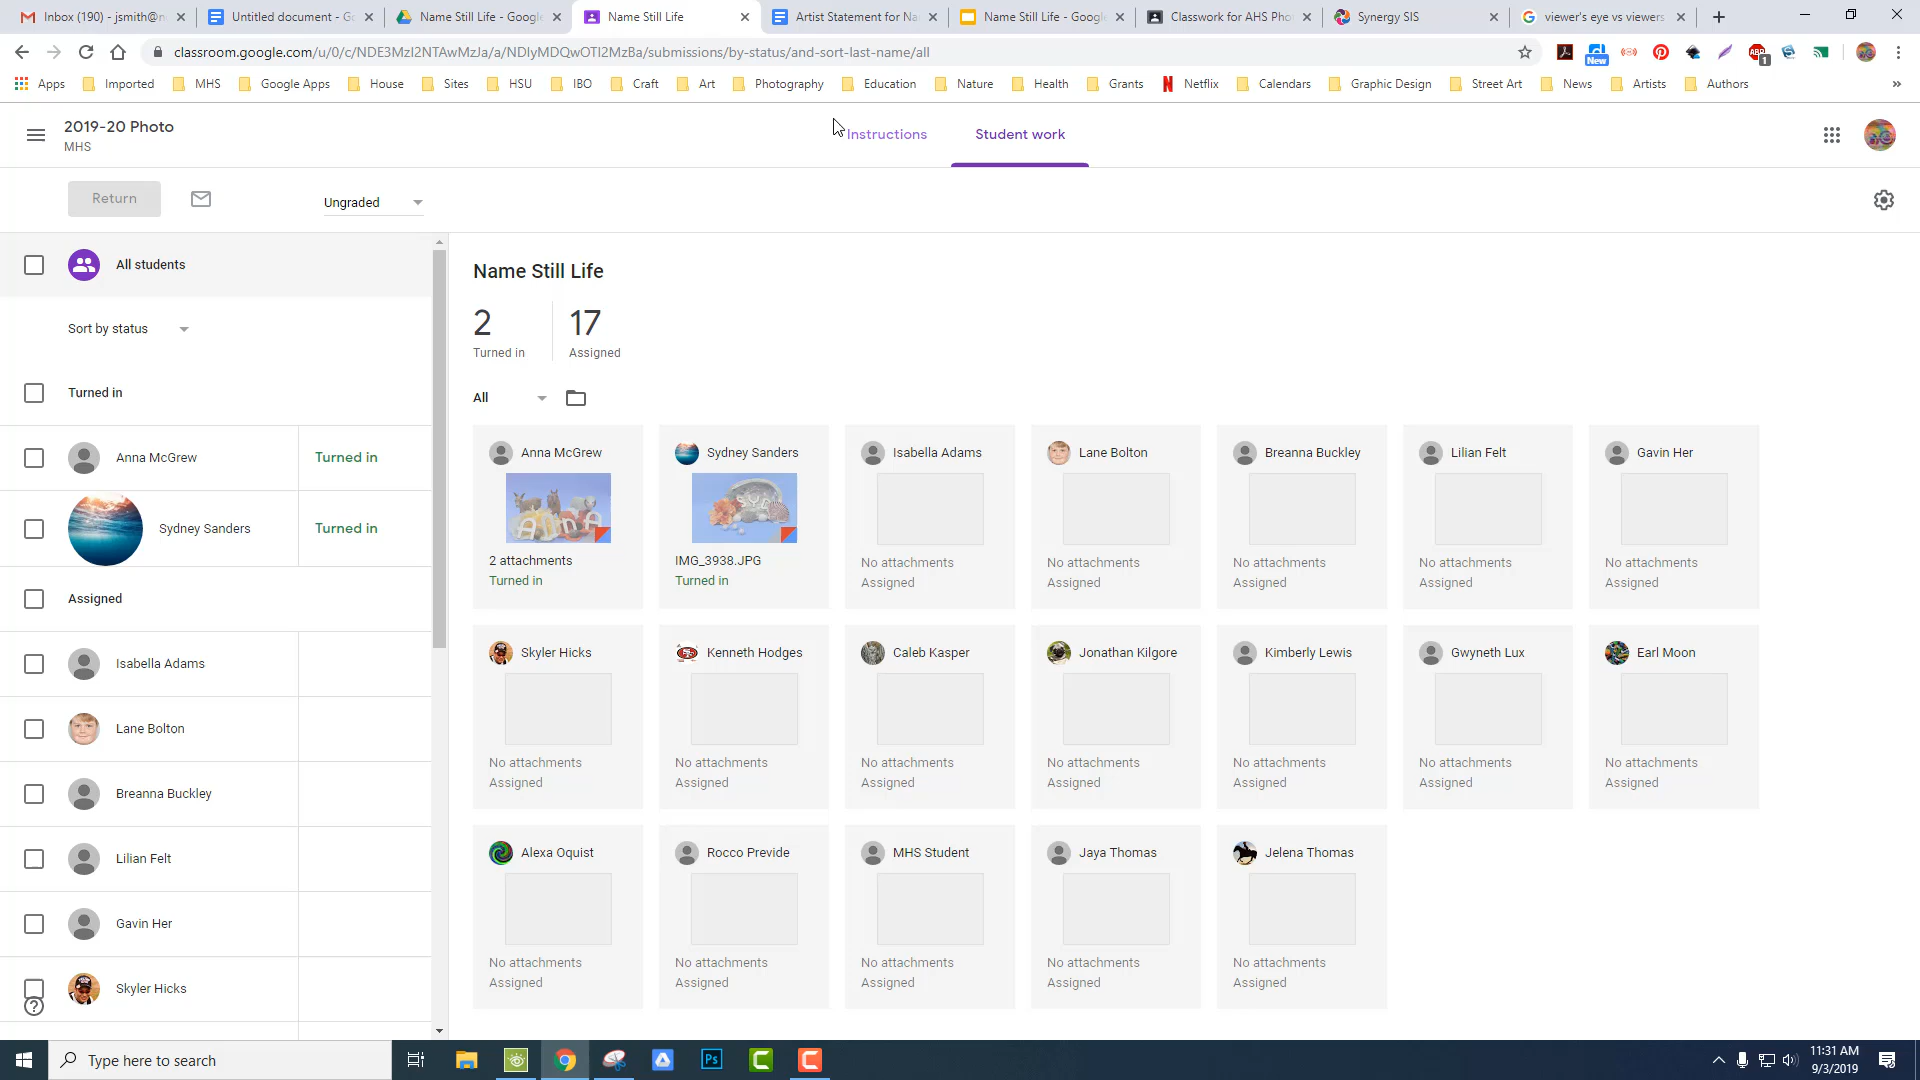 Inbox (190) - jsmith@n
Untitled document - Go
Name Still Life - Google
Name Still Life
Artist Statement for Na
Name Still Life - Google
Classwork for AHS Pho
Synergy SIS
viewer's eye vs viewers
classroom.google.com/u/0/c/NDE3MzI2NTAwMzJa/a/NDIyMDQwOTI2MzBa/submissions/by-status/and-sort-last-name/all
New
ABP
1
Apps
Imported
MHS
Google Apps
House
Sites
HSU
IBO
Craft
Art
Photography
Education
Nature
Health
Grants
Netflix
Calendars
Graphic Design
Street Art
News
Artists
Authors
»
2019-20 Photo
MHS
Instructions
Student work
Return
Ungraded
All students
Sort by status
Turned in
Anna McGrew
Turned in
Sydney Sanders
Turned in
Assigned
Isabella Adams
Lane Bolton
Breanna Buckley
Lilian Felt
Gavin Her
Skyler Hicks
Name Still Life
2
Turned in
17
Assigned
All
Anna McGrew
2 attachments
Turned in
Sydney Sanders
IMG_3938.JPG
Turned in
Isabella Adams
No attachments
Assigned
Lane Bolton
No attachments
Assigned
Breanna Buckley
No attachments
Assigned
Lilian Felt
No attachments
Assigned
Gavin Her
No attachments
Assigned
Skyler Hicks
No attachments
Assigned
Kenneth Hodges
No attachments
Assigned
Caleb Kasper
No attachments
Assigned
Jonathan Kilgore
No attachments
Assigned
Kimberly Lewis
No attachments
Assigned
Gwyneth Lux
No attachments
Assigned
Earl Moon
No attachments
Assigned
Alexa Oquist
No attachments
Assigned
Rocco Previde
No attachments
Assigned
MHS Student
No attachments
Assigned
Jaya Thomas
No attachments
Assigned
Jelena Thomas
No attachments
Assigned
Type here to search
Ps
11:31 AM
9/3/2019